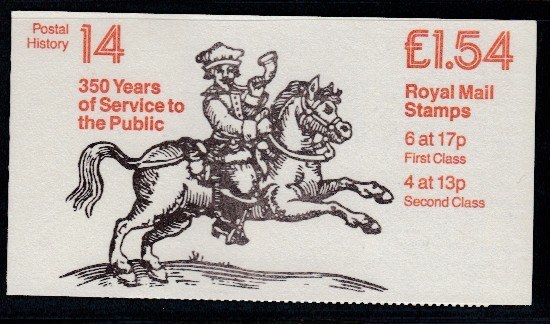 Postal
History
14
350 Years
of Service to
the Public
£1.54
Royal Mail
Stamps
6 at 17p
First Class
4 at 13p
Second Class